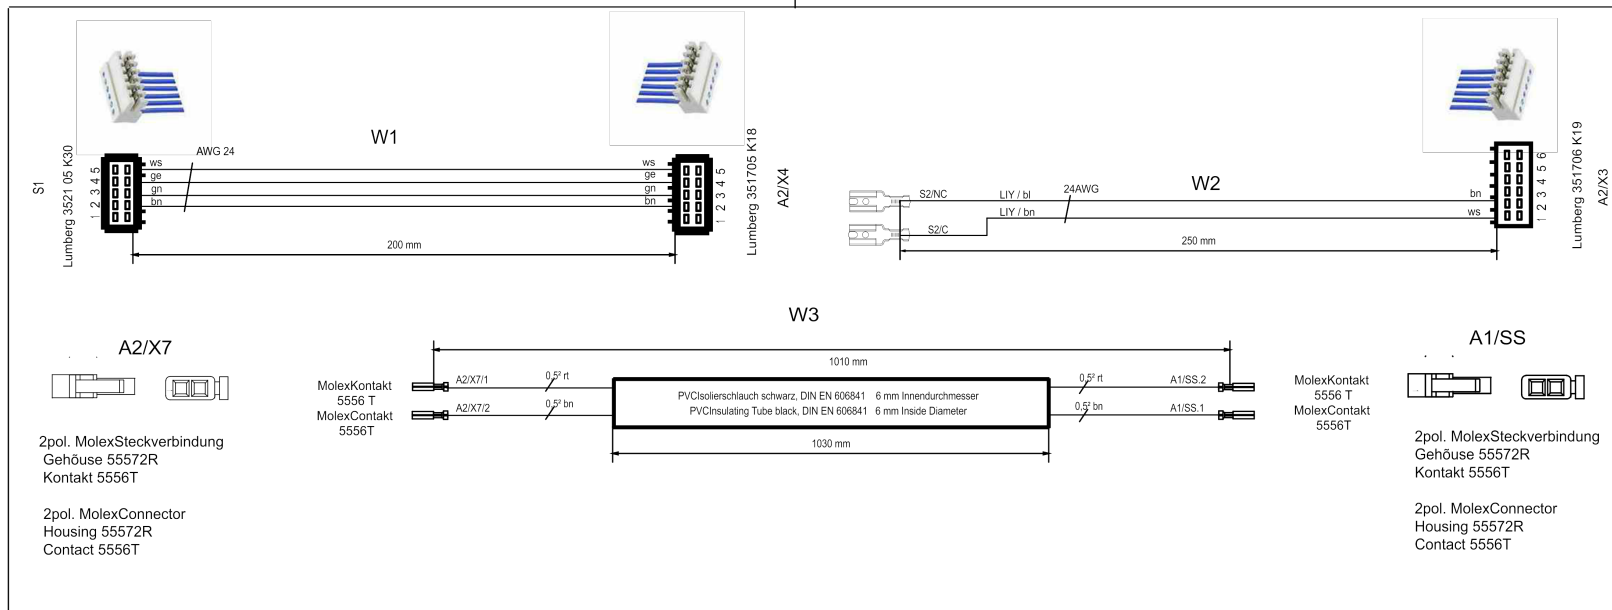 W1
S1
Lumberg 3521 05 K30
1 2 3 4 5
ws
ge
gn
bn
AWG 24
ws
ge
gn
bn
1 2 3 4 5
Lumberg 351705 K18
A2/X4
200 mm
W2
S2/NC
LIY / bl
24AWG
bn
S2/C
LIY / bn
ws
1 2 3 4 5 6
Lumberg 351706 K19
A2/X3
250 mm
W3
A2/X7
1010 mm
MolexKontakt
5556 T
MolexContact
5556T
A2/X7/1
0,5² rt
A2/X7/2
0,5² bn
PVCIsolierschlauch schwarz, DIN EN 606841 6 mm Innendurchmesser
PVCInsulating Tube black, DIN EN 606841 6 mm Inside Diameter
1030 mm
0,5² rt
A1/SS.2
0,5² bn
A1/SS.1
MolexKontakt
5556 T
MolexContact
5556T
2pol. MolexSteckverbindung
Gehõuse 55572R
Kontakt 5556T
2pol. MolexConnector
Housing 55572R
Contact 5556T
A1/SS
2pol. MolexSteckverbindung
Gehõuse 55572R
Kontakt 5556T
2pol. MolexConnector
Housing 55572R
Contact 5556T